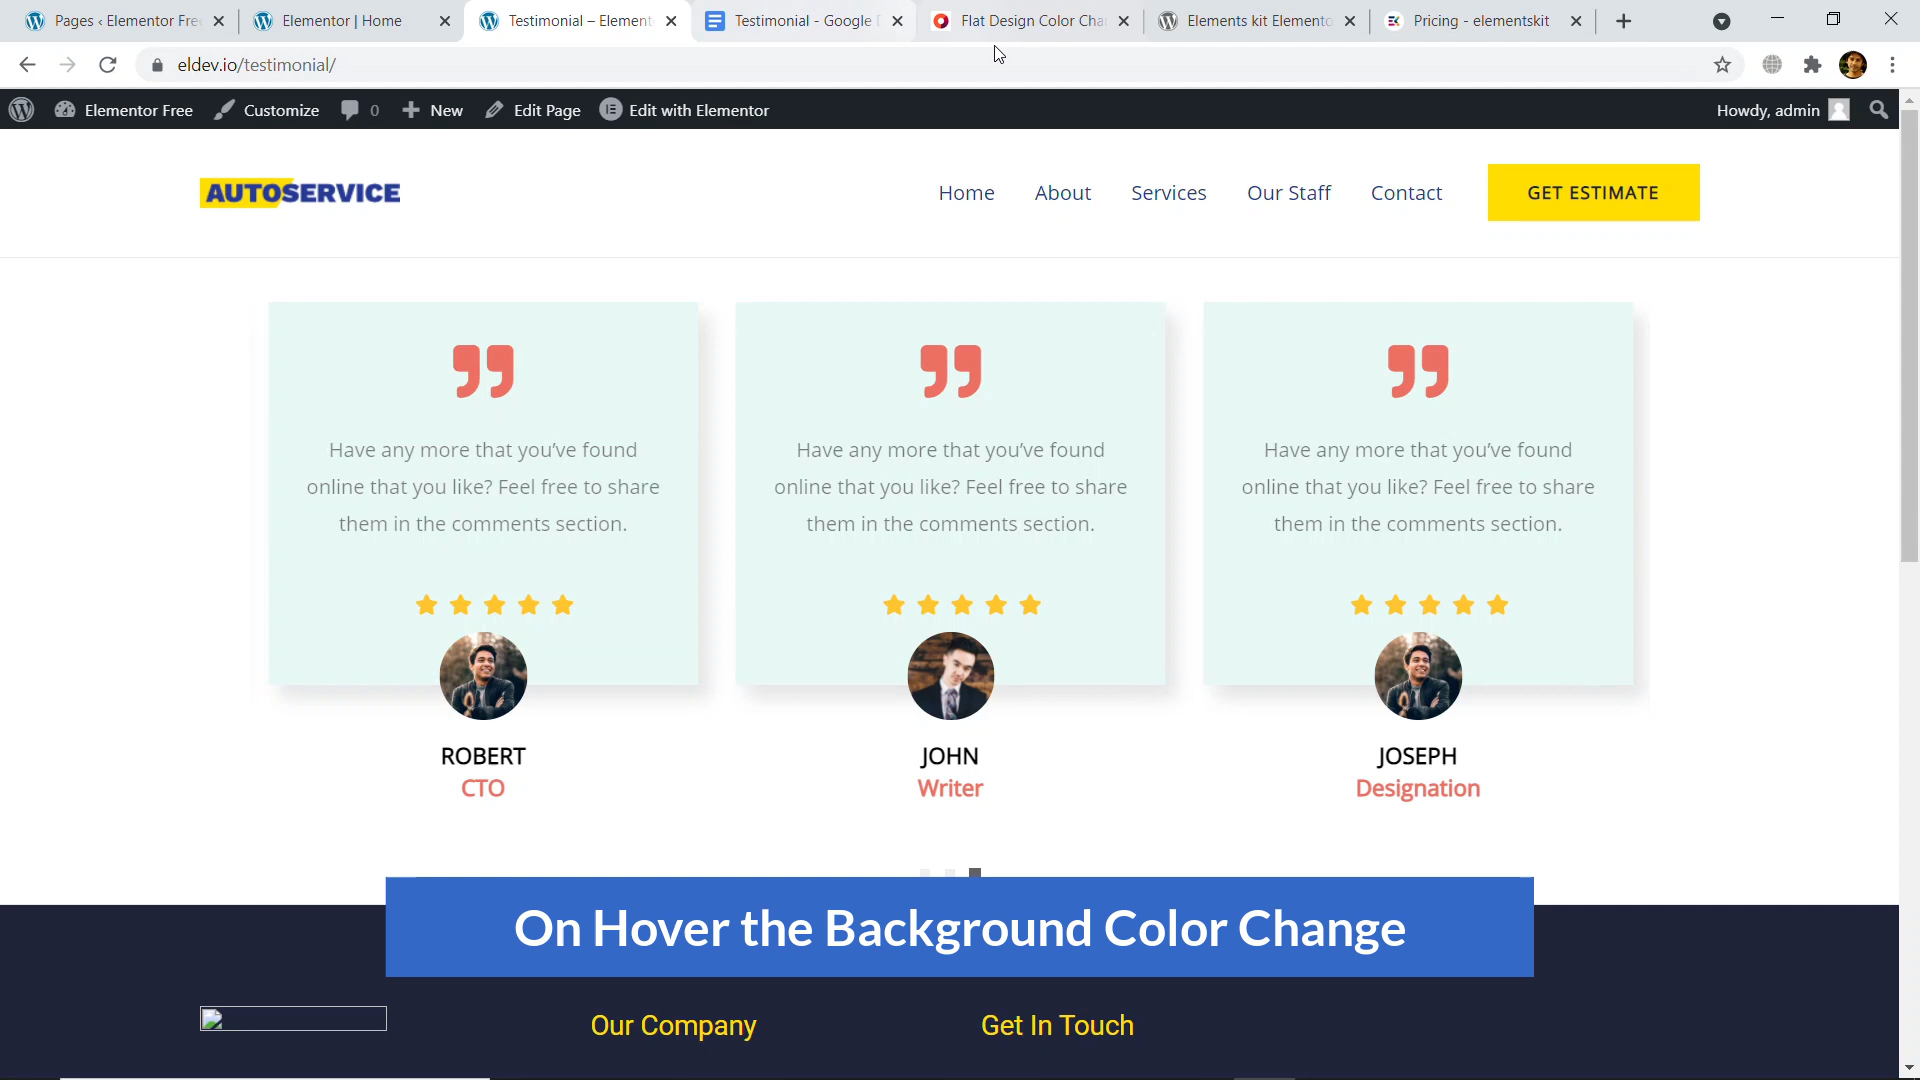 Pages ‹ Elementor Fre
Elementor | Home
Testimonial – Element
Testimonial - Google D
Flat Design Color Char
Elements kit Elemento
Pricing - elementskit
eldev.io/testimonial/
Elementor Free
Customize
0
New
Edit Page
Edit with Elementor
Howdy, admin
AUTOSERVICE
Home
About
Services
Our Staff
Contact
GET ESTIMATE
Have any more that you’ve found
online that you like? Feel free to share
them in the comments section.
ROBERT
CTO
Have any more that you’ve found
online that you like? Feel free to share
them in the comments section.
JOHN
Writer
Have any more that you’ve found
online that you like? Feel free to share
them in the comments section.
JOSEPH
Designation
On Hover the Background Color Change
Our Company
Get In Touch